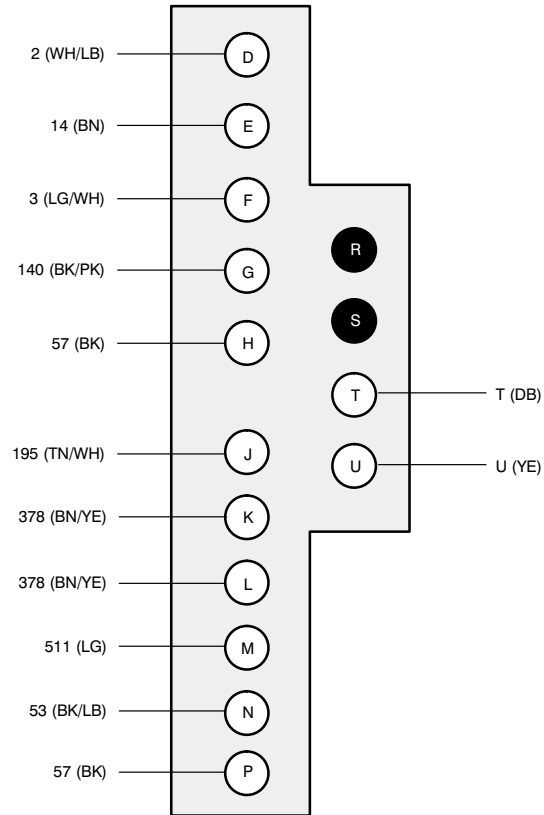 2 (WH/LB) D
14 (BN) E
3 (LG/WH) F
R
140 (BK/PK) G
S
57 (BK) H
T T (DB)
195 (TN/WH) J
U U (YE)
378 (BN/YE) K
378 (BN/YE) L
511 (LG) M
53 (BK/LB) N
57 (BK) P